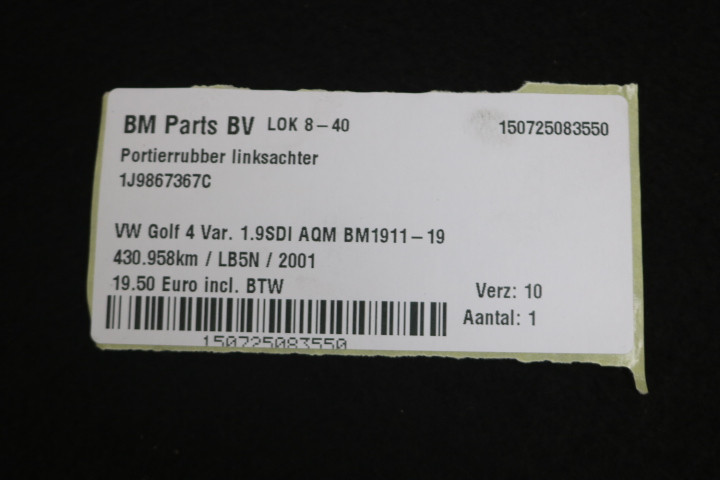 BM Parts BV LOK 8-40 150725083550
Portierrubber linksachter
1J9867367C
VW Golf 4 Var. 1.9SDI AQM BM1911-19
430.958km / LB5N / 2001
19.50 Euro incl. BTW
Verz: 10
Aantal: 1
150725083550